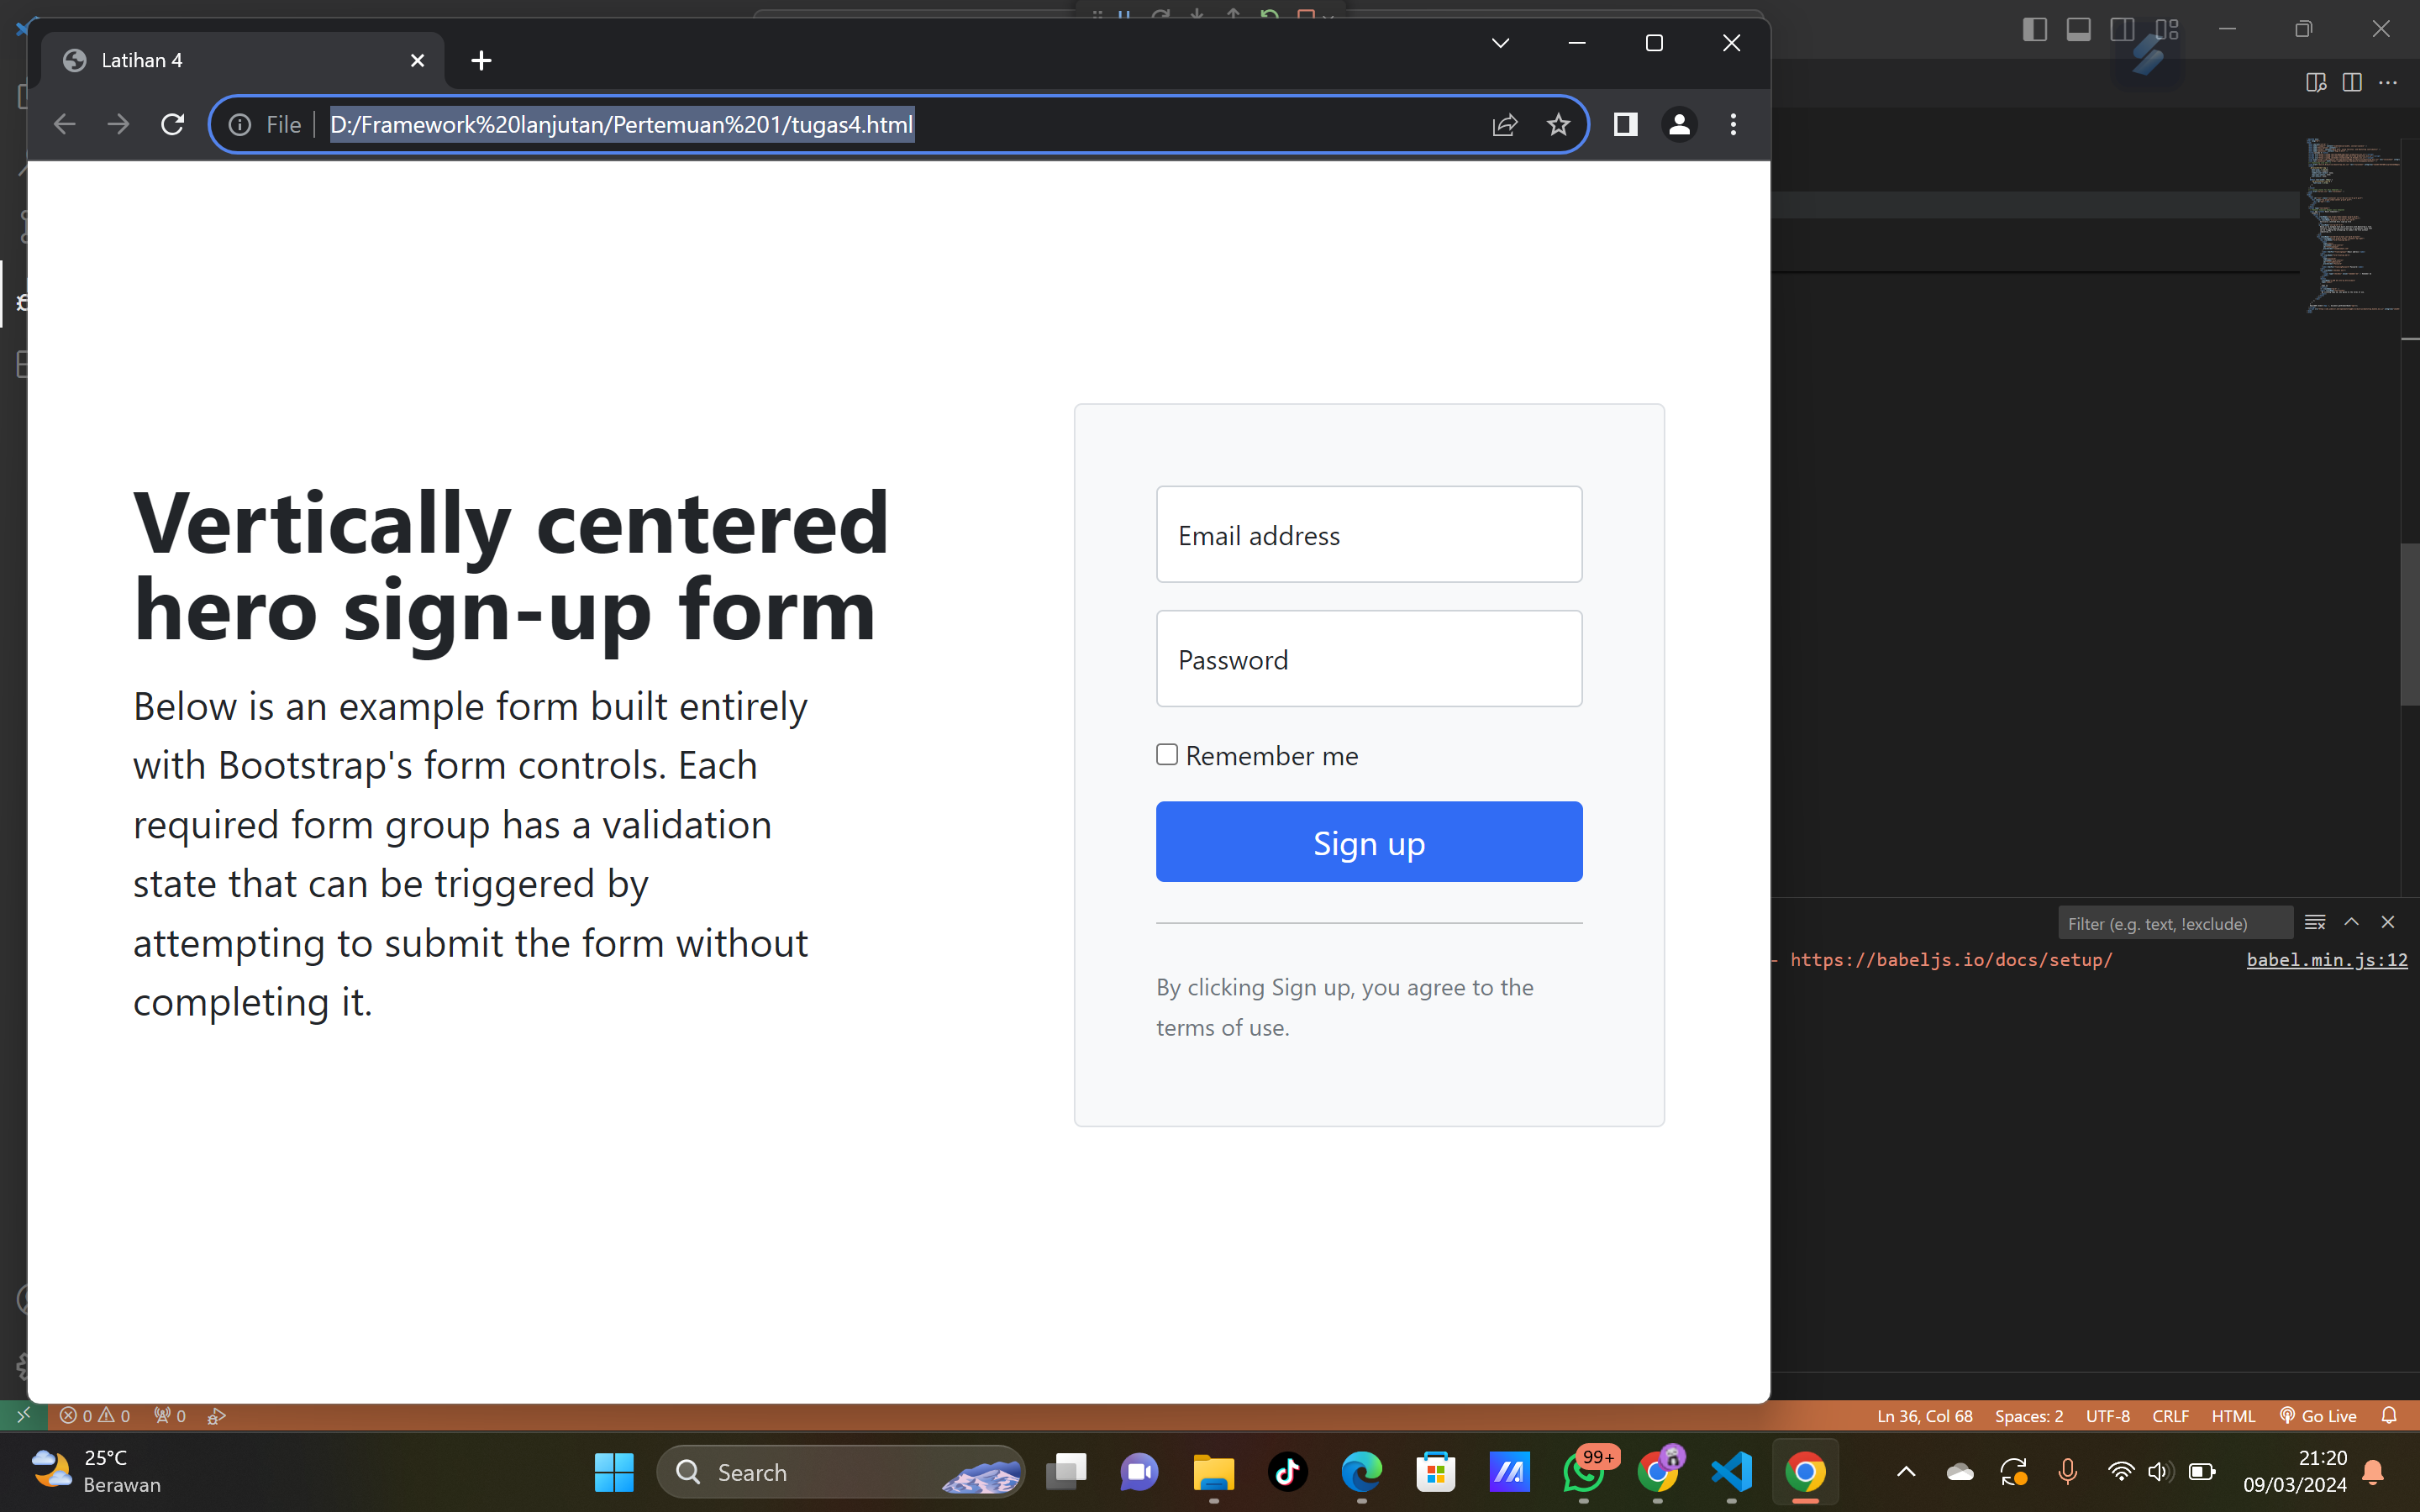 Latihan 4
File
D:/Framework%20lanjutan/Pertemuan%201/tugas4.html
Vertically centered
hero sign-up form
Below is an example form built entirely
with Bootstrap's form controls. Each
required form group has a validation
state that can be triggered by
attempting to submit the form without
completing it.
Email address
Password
Remember me
Sign up
By clicking Sign up, you agree to the
terms of use.
Filter (e.g. text, !exclude)
- https://babeljs.io/docs/setup/
babel.min.js:12
0 0 0
Ln 36, Col 68 Spaces: 2 UTF-8 CRLF HTML Go Live
25°C
Berawan
Search
99+
21:20
09/03/2024